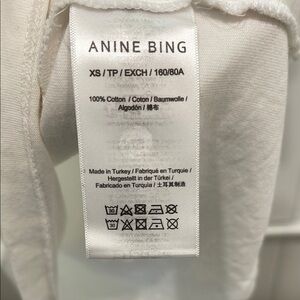 ANINE BING
XS / TP / EXCH / 160/80A
100% Cotton / Coton / Baumwolle /
Algodón / 棉布
Made in Turkey / Fabriqué en Turquie /
Hergestellt in der Türkei /
Fabricado en Turquía / 土耳其制造